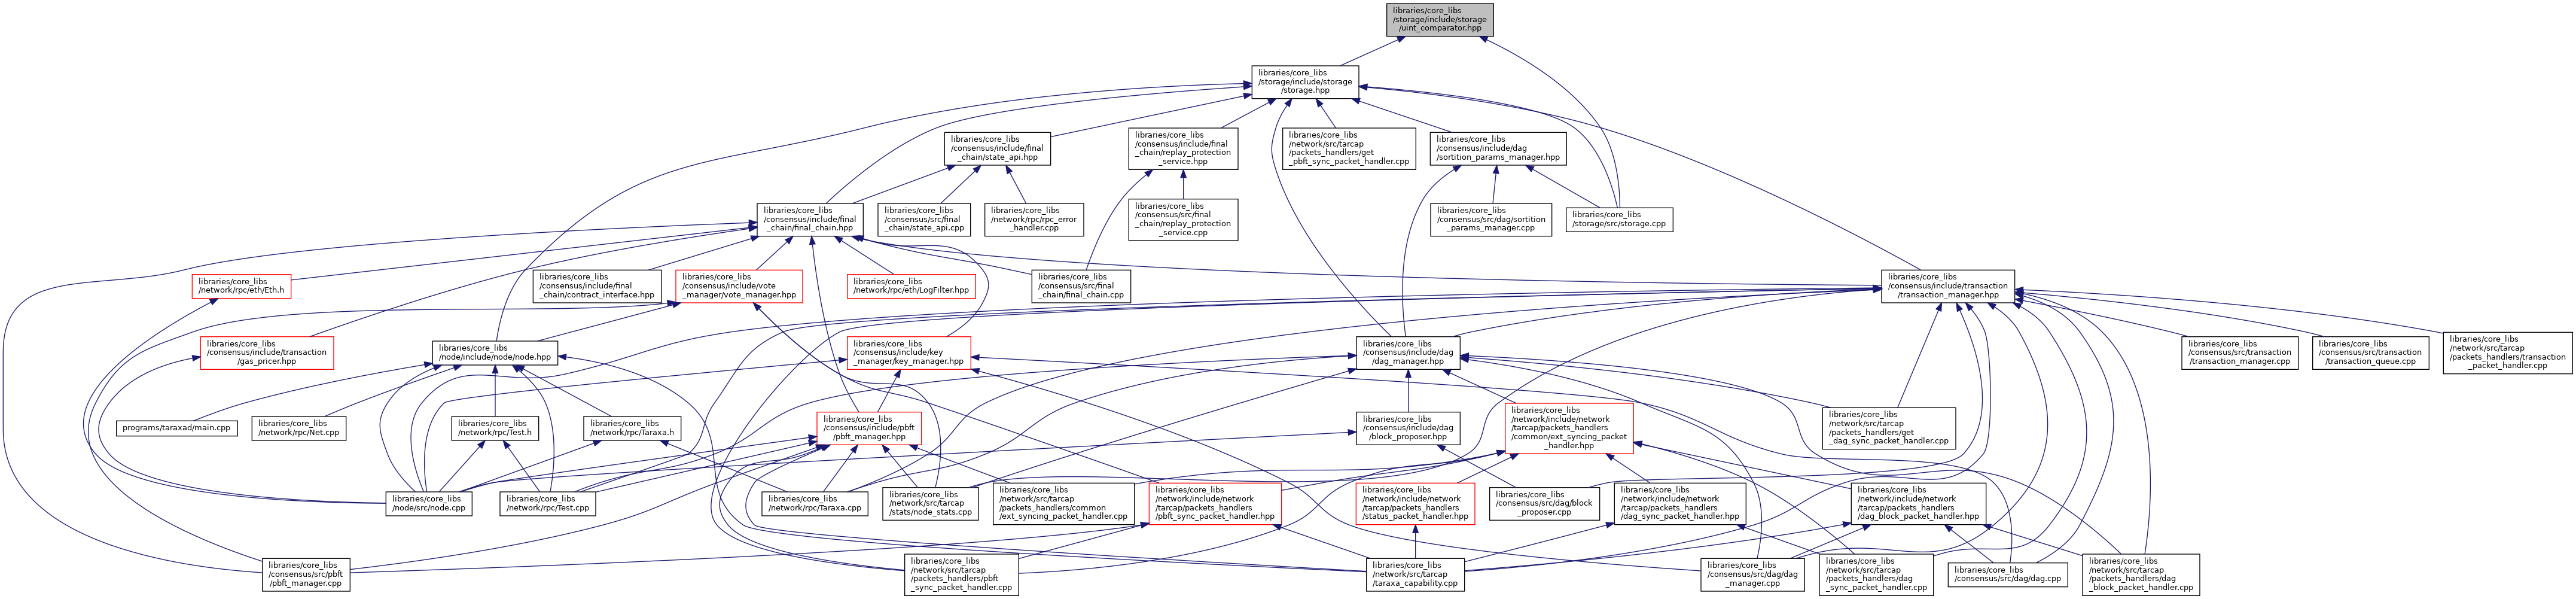 libraries/core_libs
/storage/include/storage
/uint_comparator.hpp
libraries/core_libs
/storage/include/storage
/storage.hpp
libraries/core_libs
/consensus/include/final
_chain/state_api.hpp
libraries/core_libs
/consensus/include/final
_chain/replay_protection
_service.hpp
libraries/core_libs
/network/src/tarcap
/packets_handlers/get
_pbft_sync_packet_handler.cpp
libraries/core_libs
/consensus/include/dag
/sortition_params_manager.hpp
libraries/core_libs
/consensus/include/final
_chain/final_chain.hpp
libraries/core_libs
/consensus/src/final
_chain/state_api.cpp
libraries/core_libs
/network/rpc/rpc_error
_handler.cpp
libraries/core_libs
/consensus/src/final
_chain/replay_protection
_service.cpp
libraries/core_libs
/consensus/src/dag/sortition
_params_manager.cpp
libraries/core_libs
/storage/src/storage.cpp
libraries/core_libs
/network/rpc/eth/Eth.h
libraries/core_libs
/consensus/include/final
_chain/contract_interface.hpp
libraries/core_libs
/consensus/include/vote
_manager/vote_manager.hpp
libraries/core_libs
/network/rpc/eth/LogFilter.hpp
libraries/core_libs
/consensus/src/final
_chain/final_chain.cpp
libraries/core_libs
/consensus/include/transaction
/transaction_manager.hpp
libraries/core_libs
/consensus/include/transaction
/gas_pricer.hpp
libraries/core_libs
/node/include/node/node.hpp
libraries/core_libs
/consensus/include/key
_manager/key_manager.hpp
libraries/core_libs
/consensus/include/dag
/dag_manager.hpp
libraries/core_libs
/consensus/src/transaction
/transaction_manager.cpp
libraries/core_libs
/consensus/src/transaction
/transaction_queue.cpp
libraries/core_libs
/network/src/tarcap
/packets_handlers/transaction
_packet_handler.cpp
programs/taraxad/main.cpp
libraries/core_libs
/network/rpc/Net.cpp
libraries/core_libs
/network/rpc/Test.h
libraries/core_libs
/network/rpc/Taraxa.h
libraries/core_libs
/consensus/include/pbft
/pbft_manager.hpp
libraries/core_libs
/consensus/include/dag
/block_proposer.hpp
libraries/core_libs
/network/include/network
/tarcap/packets_handlers
/common/ext_syncing_packet
_handler.hpp
libraries/core_libs
/network/src/tarcap
/packets_handlers/get
_dag_sync_packet_handler.cpp
libraries/core_libs
/node/src/node.cpp
libraries/core_libs
/network/rpc/Test.cpp
libraries/core_libs
/network/rpc/Taraxa.cpp
libraries/core_libs
/network/src/tarcap
/stats/node_stats.cpp
libraries/core_libs
/network/src/tarcap
/packets_handlers/common
/ext_syncing_packet_handler.cpp
libraries/core_libs
/network/include/network
/tarcap/packets_handlers
/pbft_sync_packet_handler.hpp
libraries/core_libs
/network/include/network
/tarcap/packets_handlers
/status_packet_handler.hpp
libraries/core_libs
/consensus/src/dag/block
_proposer.cpp
libraries/core_libs
/network/include/network
/tarcap/packets_handlers
/dag_sync_packet_handler.hpp
libraries/core_libs
/network/include/network
/tarcap/packets_handlers
/dag_block_packet_handler.hpp
libraries/core_libs
/consensus/src/pbft
/pbft_manager.cpp
libraries/core_libs
/network/src/tarcap
/packets_handlers/pbft
_sync_packet_handler.cpp
libraries/core_libs
/network/src/tarcap
/taraxa_capability.cpp
libraries/core_libs
/consensus/src/dag/dag
_manager.cpp
libraries/core_libs
/network/src/tarcap
/packets_handlers/dag
_sync_packet_handler.cpp
libraries/core_libs
/consensus/src/dag/dag.cpp
libraries/core_libs
/network/src/tarcap
/packets_handlers/dag
_block_packet_handler.cpp